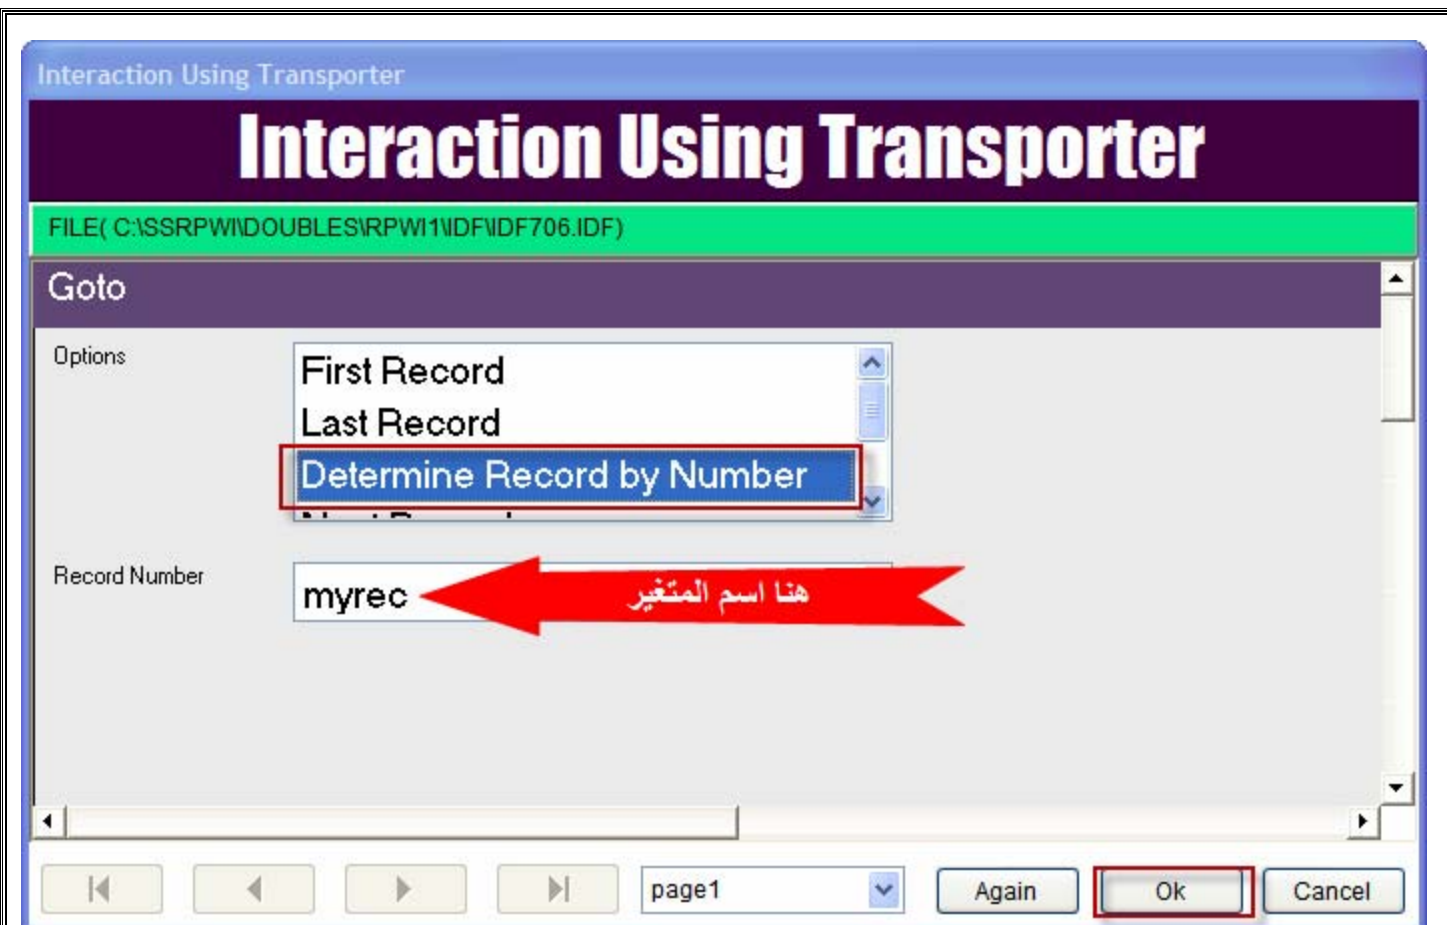 Interaction Using Transporter
Interaction Using Transporter
FILE( C:\SSRPWI\DOUBLES\RPWI1\IDF\IDF706.IDF)
Goto
Options
First Record
Last Record
Determine Record by Number
Record Number
myrec
هنا اسم المتغير
page1
Again
Ok
Cancel